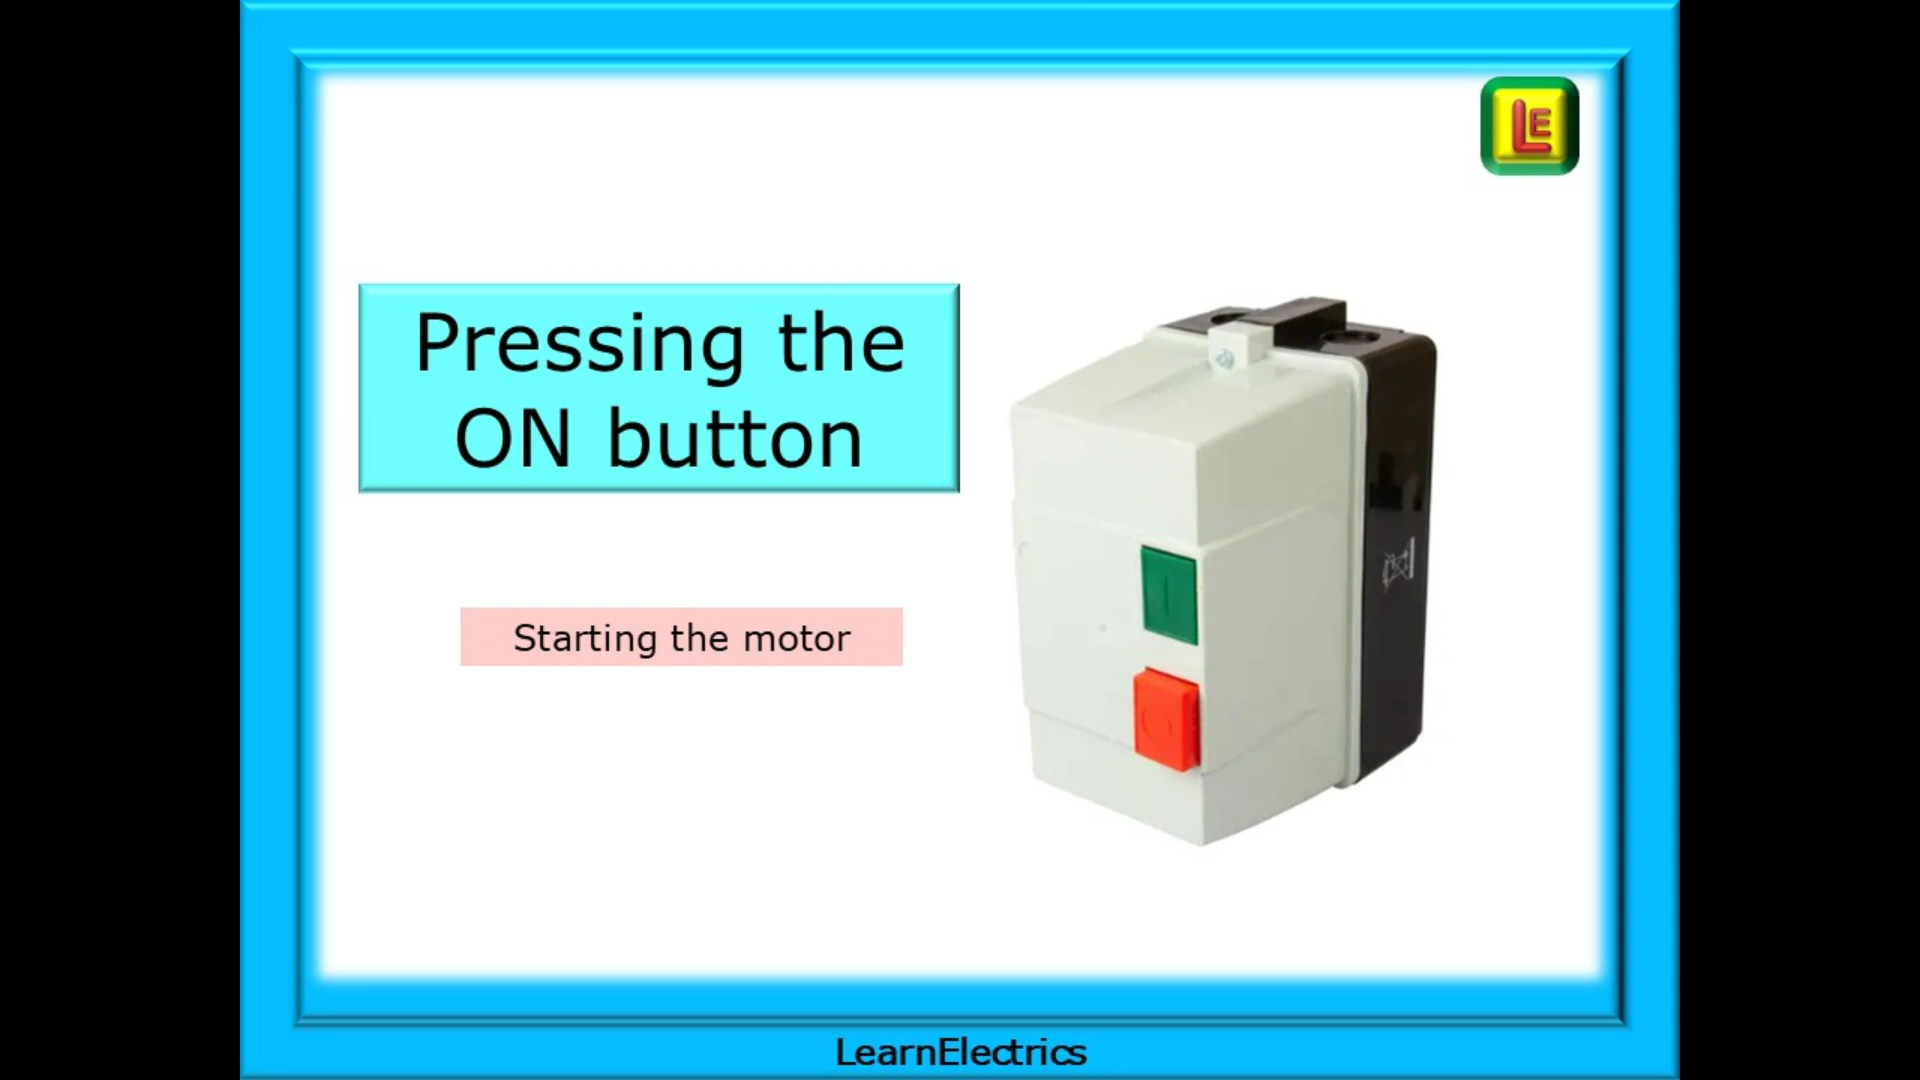 LE
Pressing the
ON button
Starting the motor
LearnElectrics